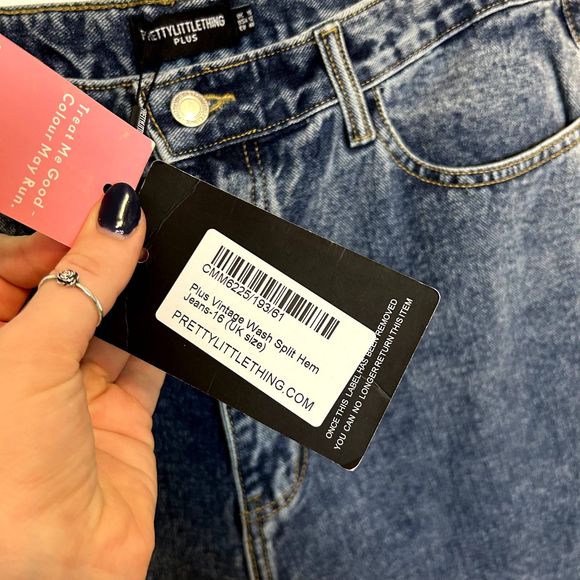 PRETTYLITTLETHING
PLUS
Treat Me Good -
Colour May Run.
CMM6225/193/61
Plus Vintage Wash Split Hem
Jeans-16 (UK size)
PRETTYLITTLETHING.COM
ONCE THIS LABEL HAS BEEN REMOVED
YOU CAN NO LONGER RETURN THIS ITEM